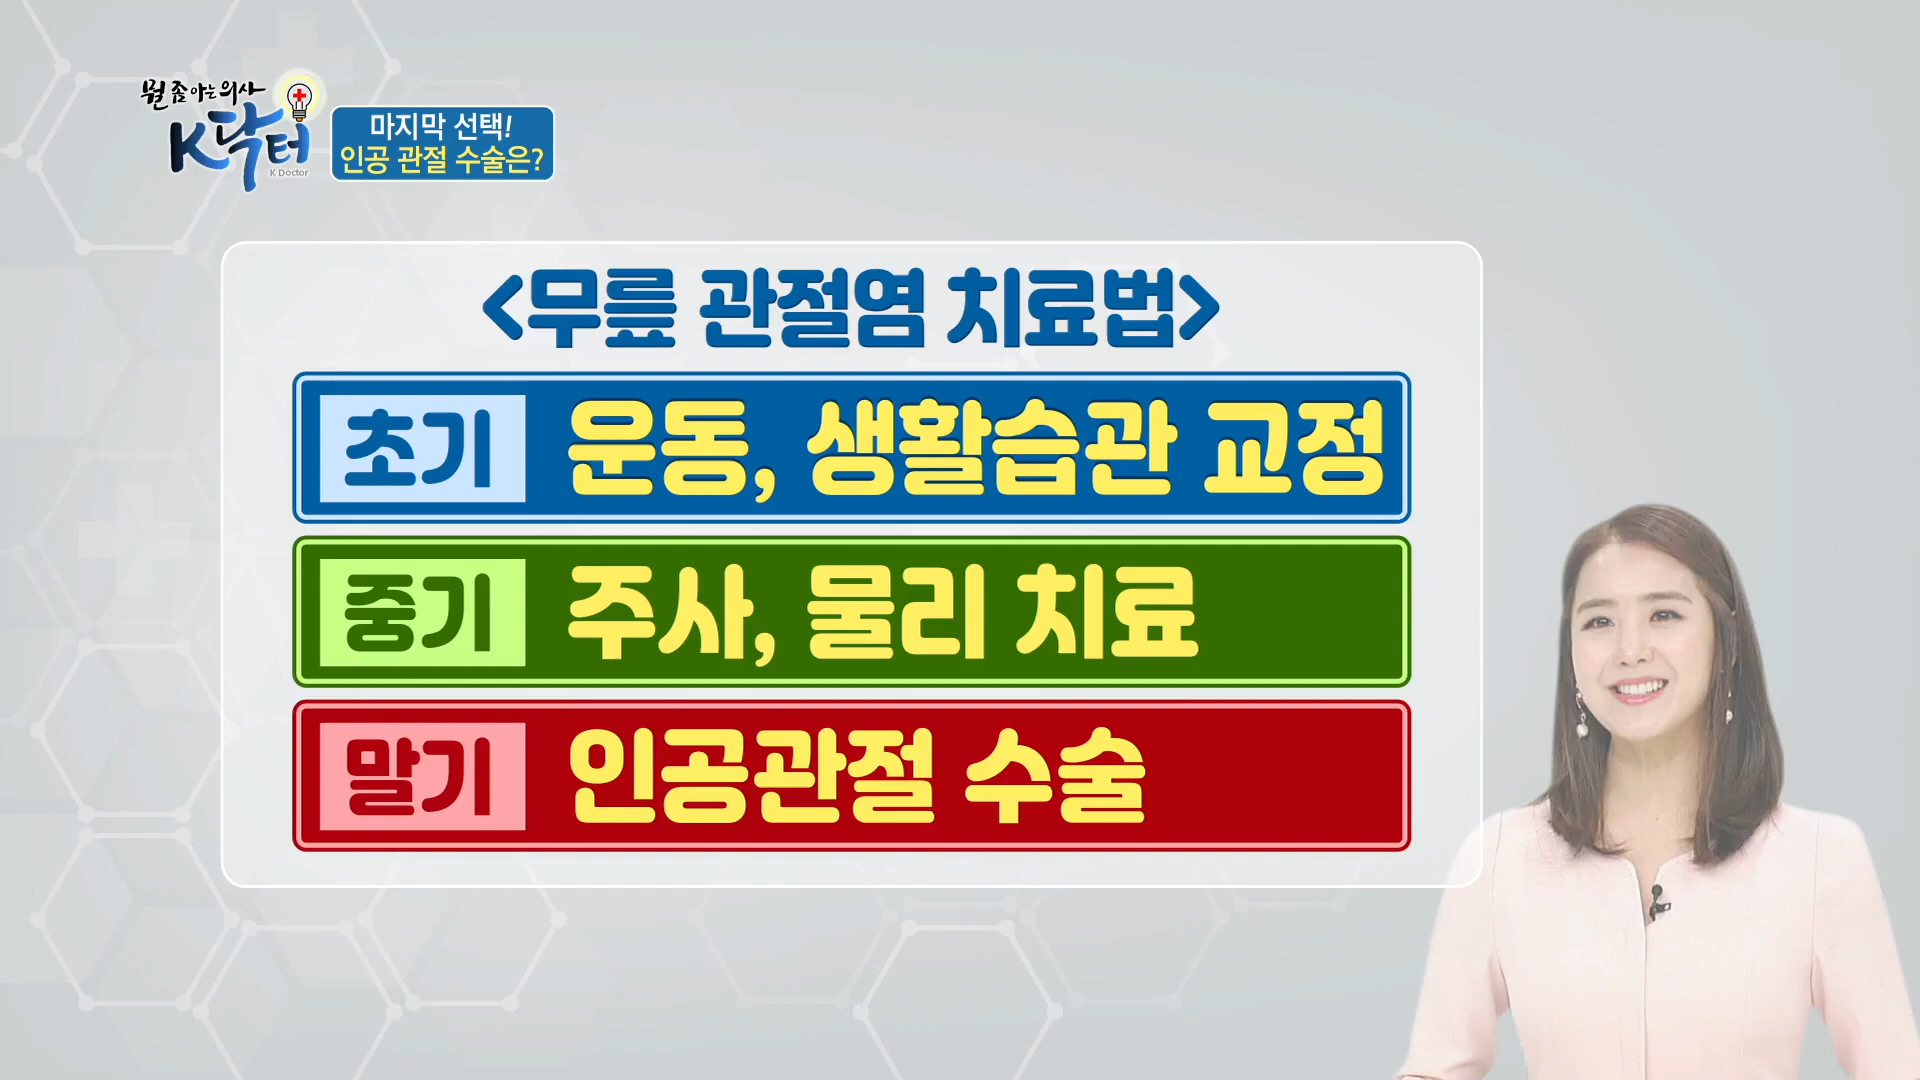 뭘 좀 아는 의사
K닥터
K Doctor
마지막 선택!
인공 관절 수술은?
<무릎 관절염 치료법>
초기 운동, 생활습관 교정
중기 주사, 물리 치료
말기 인공관절 수술